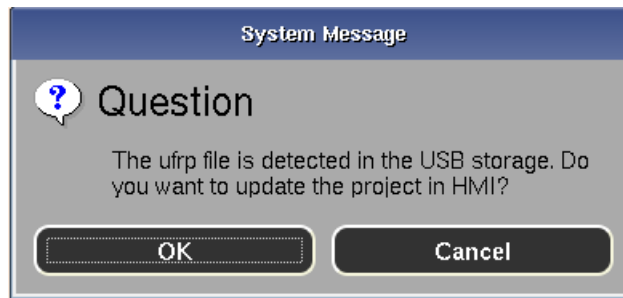 System Message
?
Question
The ufrp file is detected in the USB storage. Do
you want to update the project in HMI?
OK
Cancel